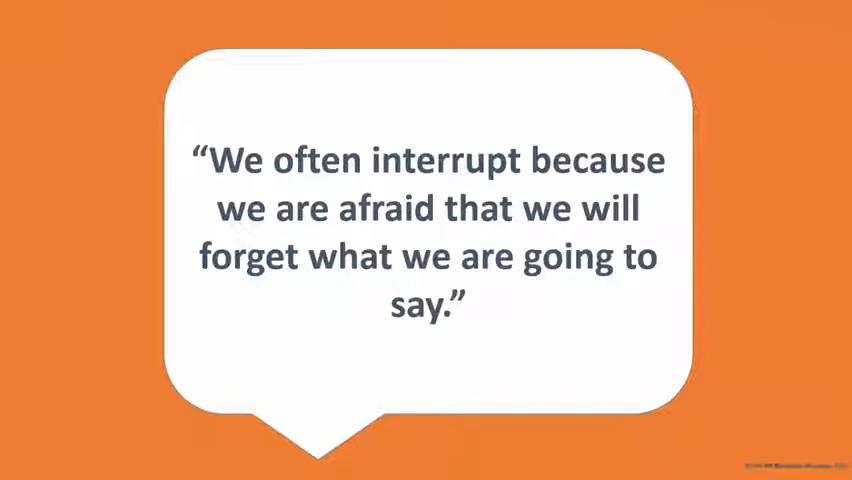 “We often interrupt because
we are afraid that we will
forget what we are going to
say.”